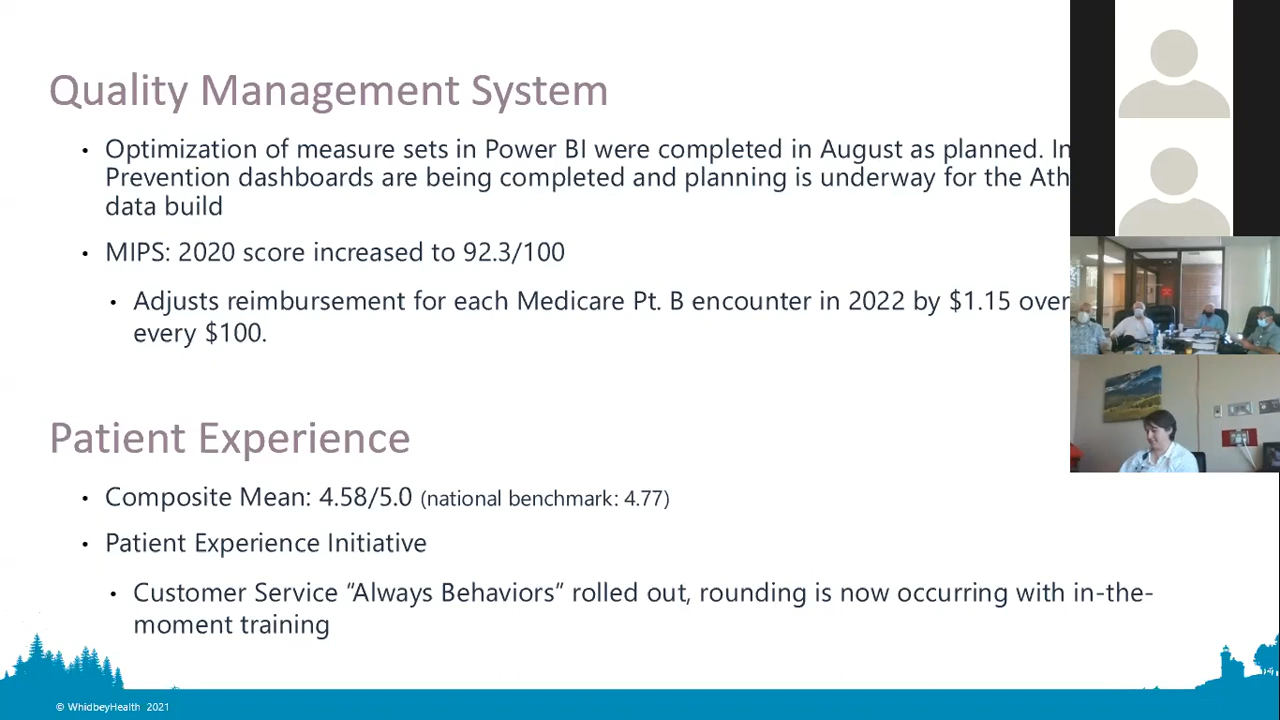 Quality Management System
• Optimization of measure sets in Power BI were completed in August as planned. In
Prevention dashboards are being completed and planning is underway for the Ath
data build
• MIPS: 2020 score increased to 92.3/100
• Adjusts reimbursement for each Medicare Pt. B encounter in 2022 by $1.15 over
every $100.
Patient Experience
• Composite Mean: 4.58/5.0 (national benchmark: 4.77)
• Patient Experience Initiative
• Customer Service “Always Behaviors” rolled out, rounding is now occurring with in-the-
moment training
© WhidbeyHealth 2021